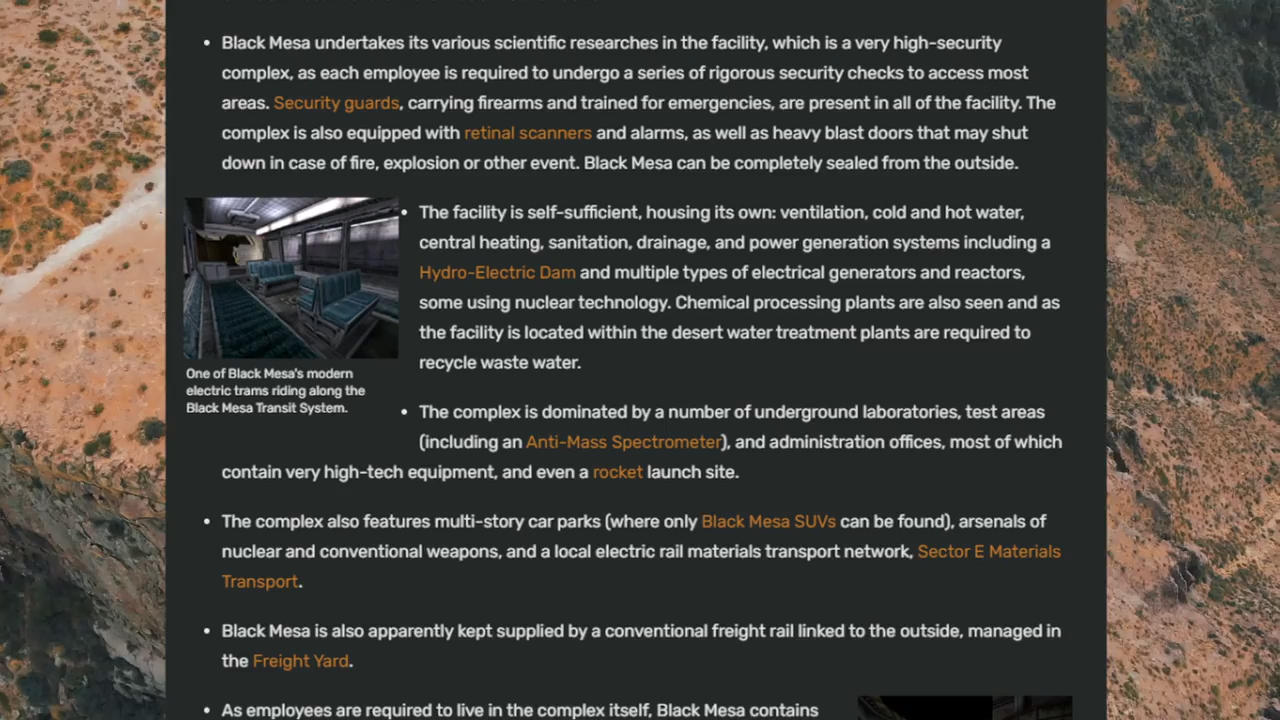 Black Mesa undertakes its various scientific researches in the facility, which is a very high-security
complex, as each employee is required to undergo a series of rigorous security checks to access most
areas. Security guards, carrying firearms and trained for emergencies, are present in all of the facility. The
complex is also equipped with retinal scanners and alarms, as well as heavy blast doors that may shut
down in case of fire, explosion or other event. Black Mesa can be completely sealed from the outside.
One of Black Mesa's modern
electric trams riding along the
Black Mesa Transit System.
The facility is self-sufficient, housing its own: ventilation, cold and hot water,
central heating, sanitation, drainage, and power generation systems including a
Hydro-Electric Dam and multiple types of electrical generators and reactors,
some using nuclear technology. Chemical processing plants are also seen and as
the facility is located within the desert water treatment plants are required to
recycle waste water.
The complex is dominated by a number of underground laboratories, test areas
(including an Anti-Mass Spectrometer), and administration offices, most of which
contain very high-tech equipment, and even a rocket launch site.
The complex also features multi-story car parks (where only Black Mesa SUVs can be found), arsenals of
nuclear and conventional weapons, and a local electric rail materials transport network, Sector E Materials
Transport.
Black Mesa is also apparently kept supplied by a conventional freight rail linked to the outside, managed in
the Freight Yard.
As employees are required to live in the complex itself, Black Mesa contains